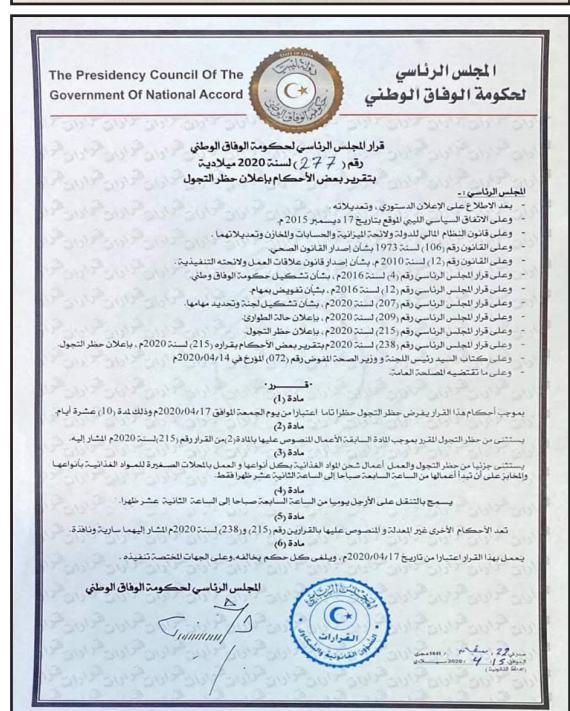 The Presidency Council Of The
Government Of National Accord
المجلس الرئاسي
لحكومة الوفاق الوطني
قرار المجلس الرئاسي لحكومة الوفاق الوطني
رقم (277) لسنة 2020 ميلادية
بتقرير بعض الأحكام بإعلان حظر التجول
المجلس الرئاسي :-
- بعد الاطلاع على الإعلان الدستوري ، وتعديلاته .
- وعلى الاتفاق السياسي الليبي الموقع بتاريخ 17 ديسمبر 2015 م.
- وعلى قانون النظام المالي للدولة ولائحة الميزانية والحسابات والمخازن وتعديلاتهما .
- وعلى القانون رقم (106) لسنة 1973 بشأن إصدار القانون الصحي.
- وعلى القانون رقم (12) لسنة 2010 م, بشأن إصدار قانون علاقات العمل ولائحته التنفيذية .
- وعلى قرار المجلس الرئاسي رقم (4) لسنة 2016م ، بشأن تشكيل حكومة الوفاق وطني.
- وعلى قرار المجلس الرئاسي رقم (12) لسنة 2016م ، بشأن تفويض بمهام.
- وعلى قرار المجلس الرئاسي رقم (207) لسنة 2020م ، بشأن تشكيل لجنة وتحديد مهامها.
- وعلى قرار المجلس الرئاسي رقم (209) لسنة 2020م ، بإعلان حالة الطوارئ.
- وعلى قرار المجلس الرئاسي رقم (215) لسنة 2020م ، بإعلان حظر التجول.
- وعلى قرار المجلس الرئاسي رقم (238) لسنة 2020م بتقرير بعض الأحكام بقراره (215) لسنة 2020م ، بإعلان حظر التجول.
- وعلى كتاب السيد رئيس اللجنة و وزير الصحة المفوض رقم (072) المؤرخ في 2020/04/14م
- وعلى ما تقتضيه المصلحة العامة.
قـــرر
مادة (1)
بموجب أحكام هذا القرار يفرض حظر التجول حظرا تاما اعتبارا من يوم الجمعة الموافق 2020/04/17م وذلك لمدة (10) عشرة أيام.
مادة (2)
يستثنى من حظر التجول المقرر بموجب المادة السابقة الأعمال المنصوص عليها بالمادة(2)من القرار رقم (215)لسنة 2020م المشار إليه.
مادة (3)
يستثنى جزئيا من حظر التجول والعمل أعمال شحن المواد الغذائية بكل أنواعها و العمل بالمحلات الصغيرة للمواد الغذائية بأنواعها
والمخابز على أن تبدأ أعمالها من الساعة السابعة صباحا إلى الساعة الثانية عشر ظهرا فقط.
مادة (4)
يسمح بالتنقل على الأرجل يوميا من الساعة السابعة صباحا الى الساعة الثانية عشر ظهرا.
مادة (5)
تعد الأحكام الأخرى غير المعدلة و المنصوص عليها بالقرارين رقم (215) و(238) لسنة 2020م المشار اليهما سارية ونافذة.
مادة (6)
يعمل بهذا القرار اعتبارا من تاريخ 2020/04/17م ، ويلغى كل حكم يخالفه، وعلى الجهات المختصة تنفيذه .
المجلس الرئاسي لحكومة الوفاق الوطني
القرارات